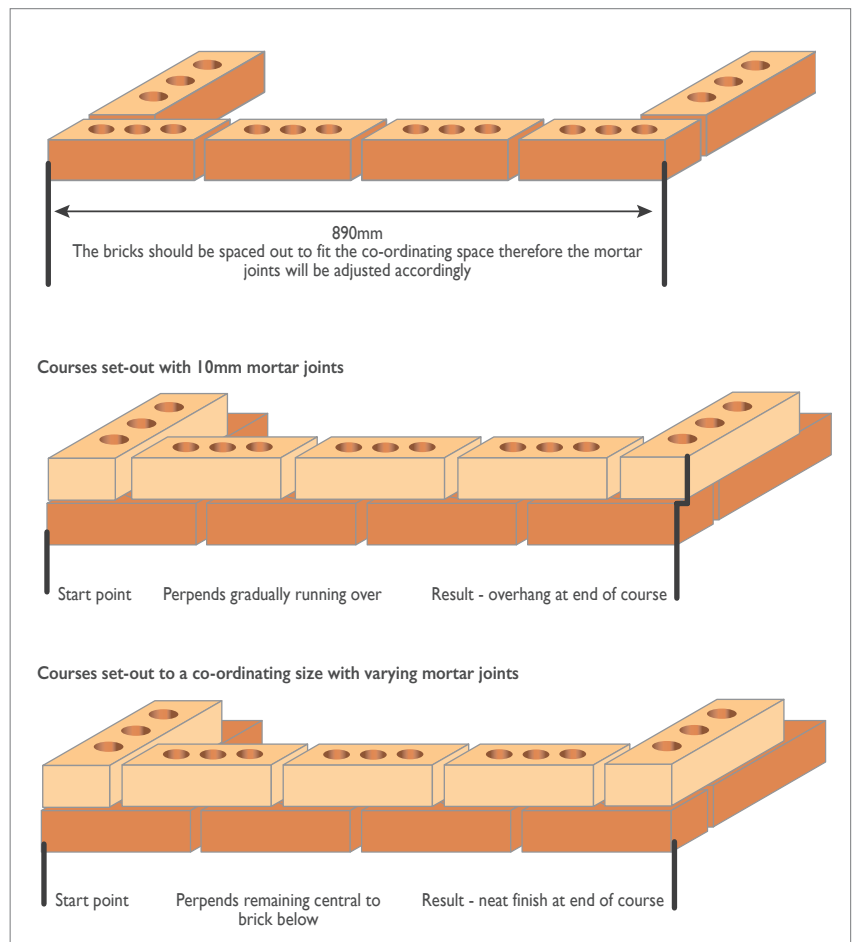 890mm
The bricks should be spaced out to fit the co-ordinating space therefore the mortar
joints will be adjusted accordingly
Courses set-out with 10mm mortar joints
Start point
Perpends gradually running over
Result - overhang at end of course
Courses set-out to a co-ordinating size with varying mortar joints
Start point
Perpends remaining central to
brick below
Result - neat finish at end of course